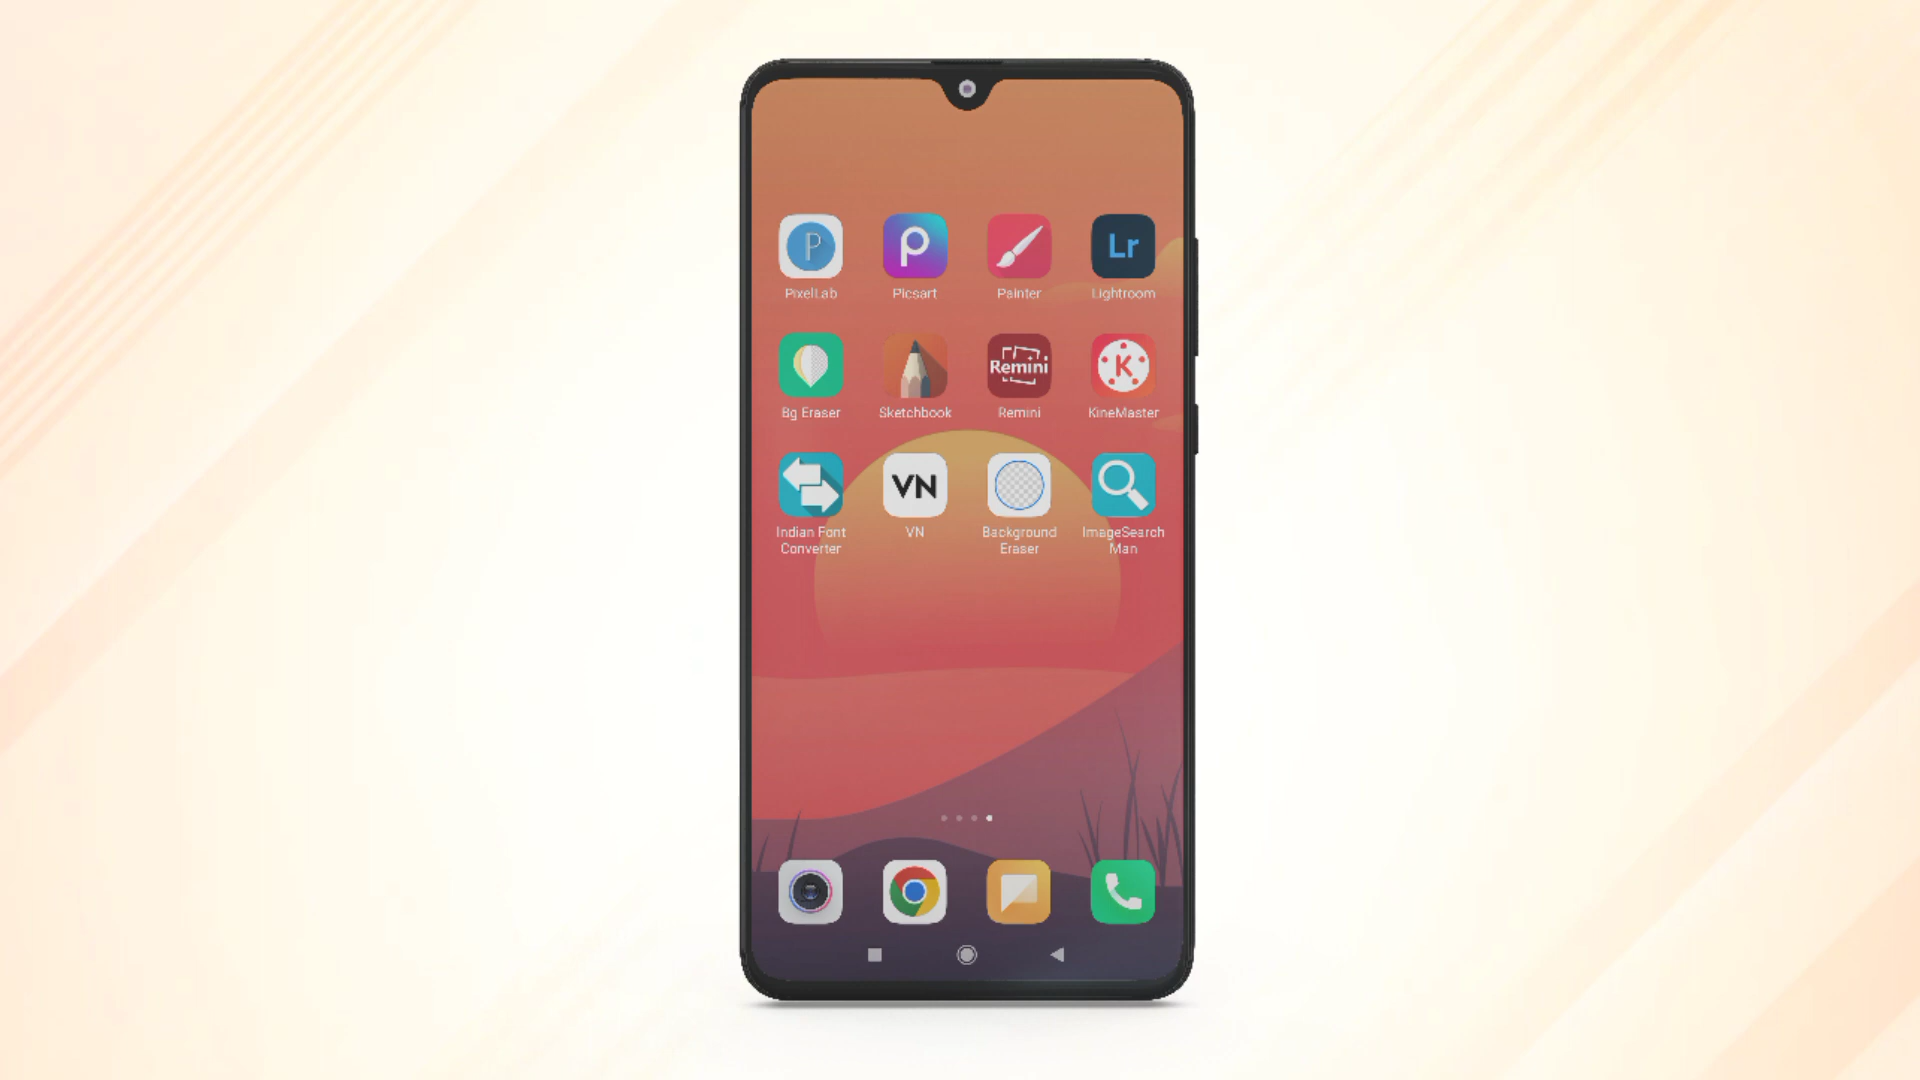 P
PixelLab
Picsart
Painter
Lr
Lightroom
Bg Eraser
Sketchbook
Remini
Remini
K
KineMaster
Indian Font
Converter
VN
VN
Background
Eraser
ImageSearch
Man